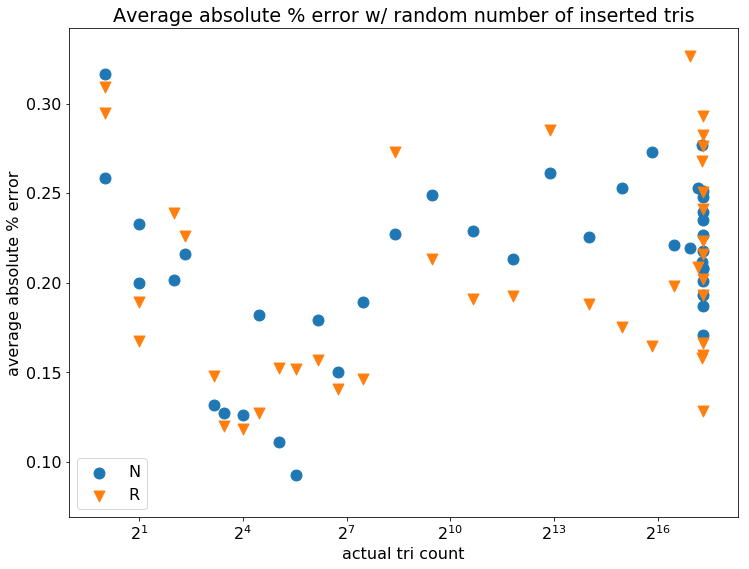 Average absolute % error w/ random number of inserted tris
average absolute % error
0.30
0.25
0.20
0.15
0.10
N
R
2^1 2^4 2^7 2^10 2^13 2^16
actual tri count